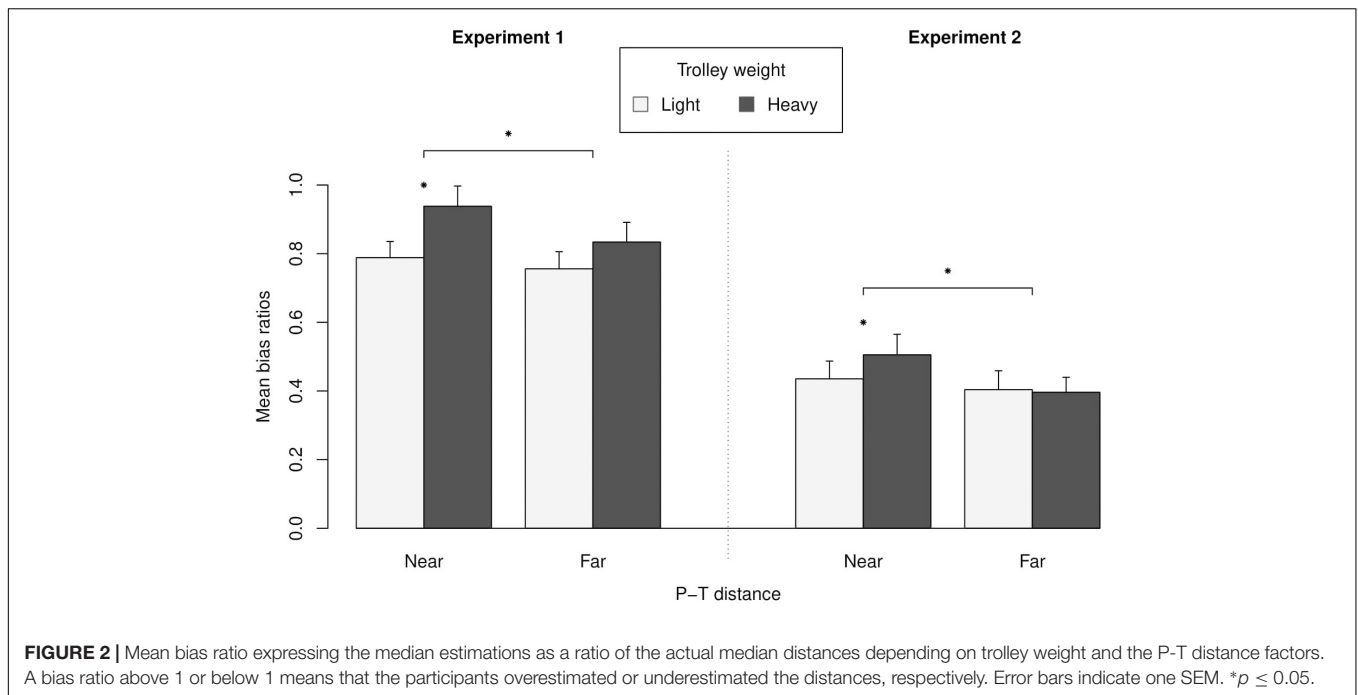 Experiment 1
Experiment 2
Trolley weight
Light Heavy
*
*
*
*
Mean bias ratios
1.0
0.8
0.6
0.4
0.2
0.0
Near Far Near Far
P−T distance
FIGURE 2 | Mean bias ratio expressing the median estimations as a ratio of the actual median distances depending on trolley weight and the P-T distance factors.
A bias ratio above 1 or below 1 means that the participants overestimated or underestimated the distances, respectively. Error bars indicate one SEM. *p ≤ 0.05.